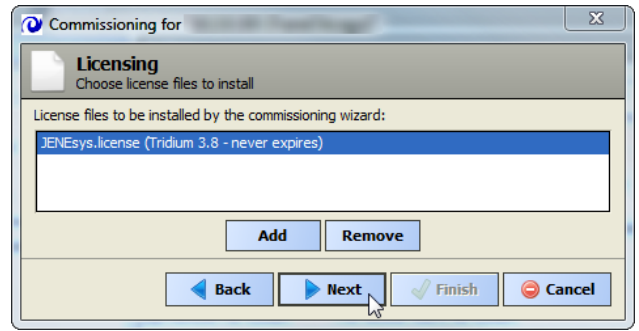 Commissioning for
Licensing
Choose license files to install
License files to be installed by the commissioning wizard:
JENEsys.license (Tridium 3.8 - never expires)
Add Remove
Back Next Finish Cancel